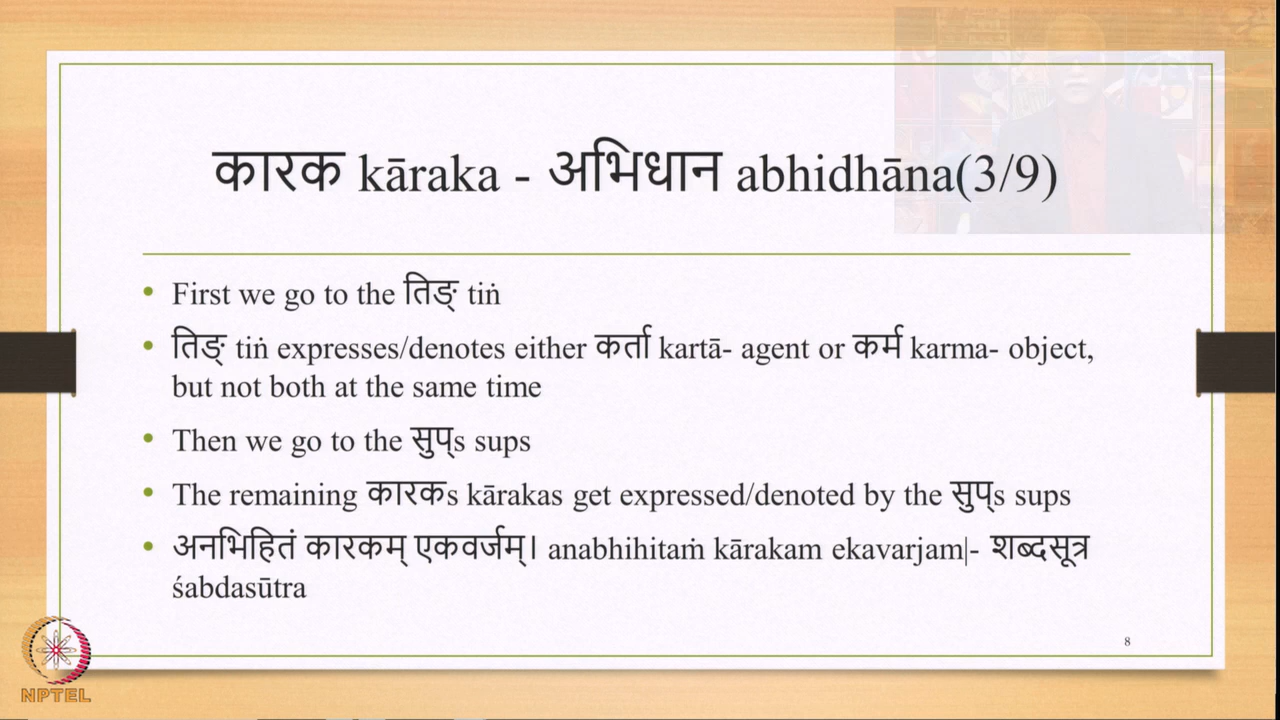 कारक kāraka - अभिधान abhidhāna(3/9)
• First we go to the तिङ् tiṅ
• तिङ् tiṅ expresses/denotes either कर्ता kartā- agent or कर्म karma- object,
but not both at the same time
• Then we go to the सुप्s sups
• The remaining कारकs kārakas get expressed/denoted by the सुप्s sups
• अनभिहितं कारकम् एकवर्जम्। anabhihitaṁ kārakam ekavarjam|- शब्दसूत्र
śabdasūtra
8
NPTEL